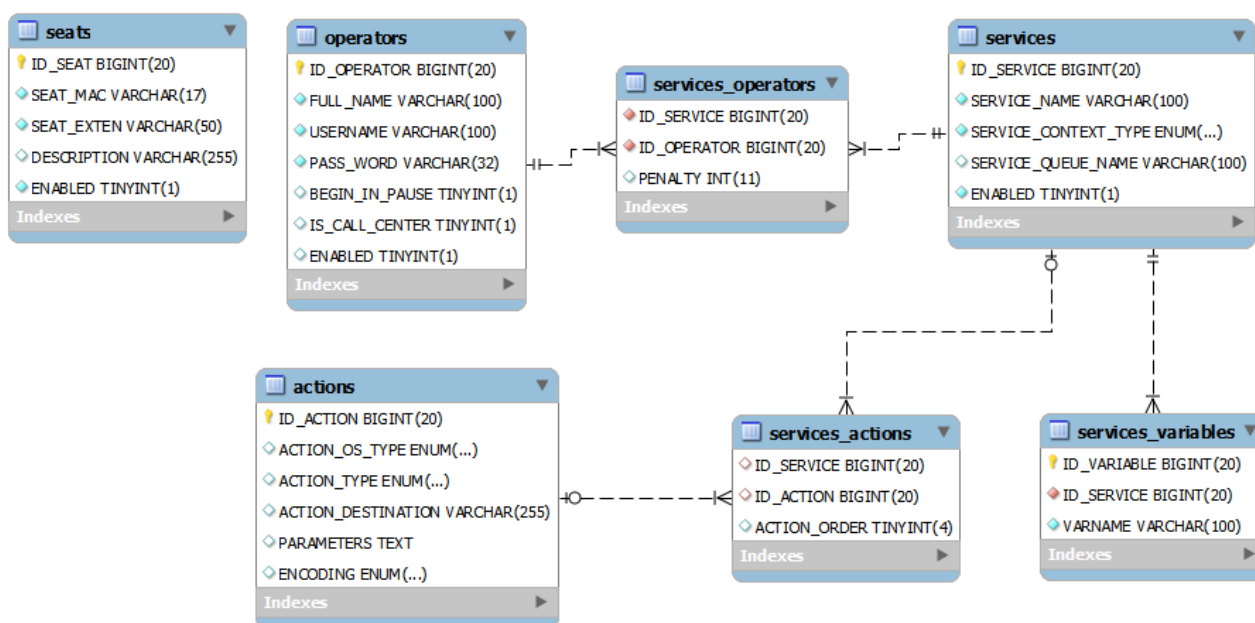 seats
ID_SEAT BIGINT(20)
SEAT_MAC VARCHAR(17)
SEAT_EXTEN VARCHAR(50)
DESCRIPTION VARCHAR(255)
ENABLED TINYINT(1)
Indexes
operators
ID_OPERATOR BIGINT(20)
FULL_NAME VARCHAR(100)
USERNAME VARCHAR(100)
PASS_WORD VARCHAR(32)
BEGIN_IN_PAUSE TINYINT(1)
IS_CALL_CENTER TINYINT(1)
ENABLED TINYINT(1)
Indexes
services_operators
ID_SERVICE BIGINT(20)
ID_OPERATOR BIGINT(20)
PENALTY INT(11)
Indexes
services
ID_SERVICE BIGINT(20)
SERVICE_NAME VARCHAR(100)
SERVICE_CONTEXT_TYPE ENUM(...)
SERVICE_QUEUE_NAME VARCHAR(100)
ENABLED TINYINT(1)
Indexes
actions
ID_ACTION BIGINT(20)
ACTION_OS_TYPE ENUM(...)
ACTION_TYPE ENUM(...)
ACTION_DESTINATION VARCHAR(255)
PARAMETERS TEXT
ENCODING ENUM(...)
Indexes
services_actions
ID_SERVICE BIGINT(20)
ID_ACTION BIGINT(20)
ACTION_ORDER TINYINT(4)
Indexes
services_variables
ID_VARIABLE BIGINT(20)
ID_SERVICE BIGINT(20)
VARNAME VARCHAR(100)
Indexes